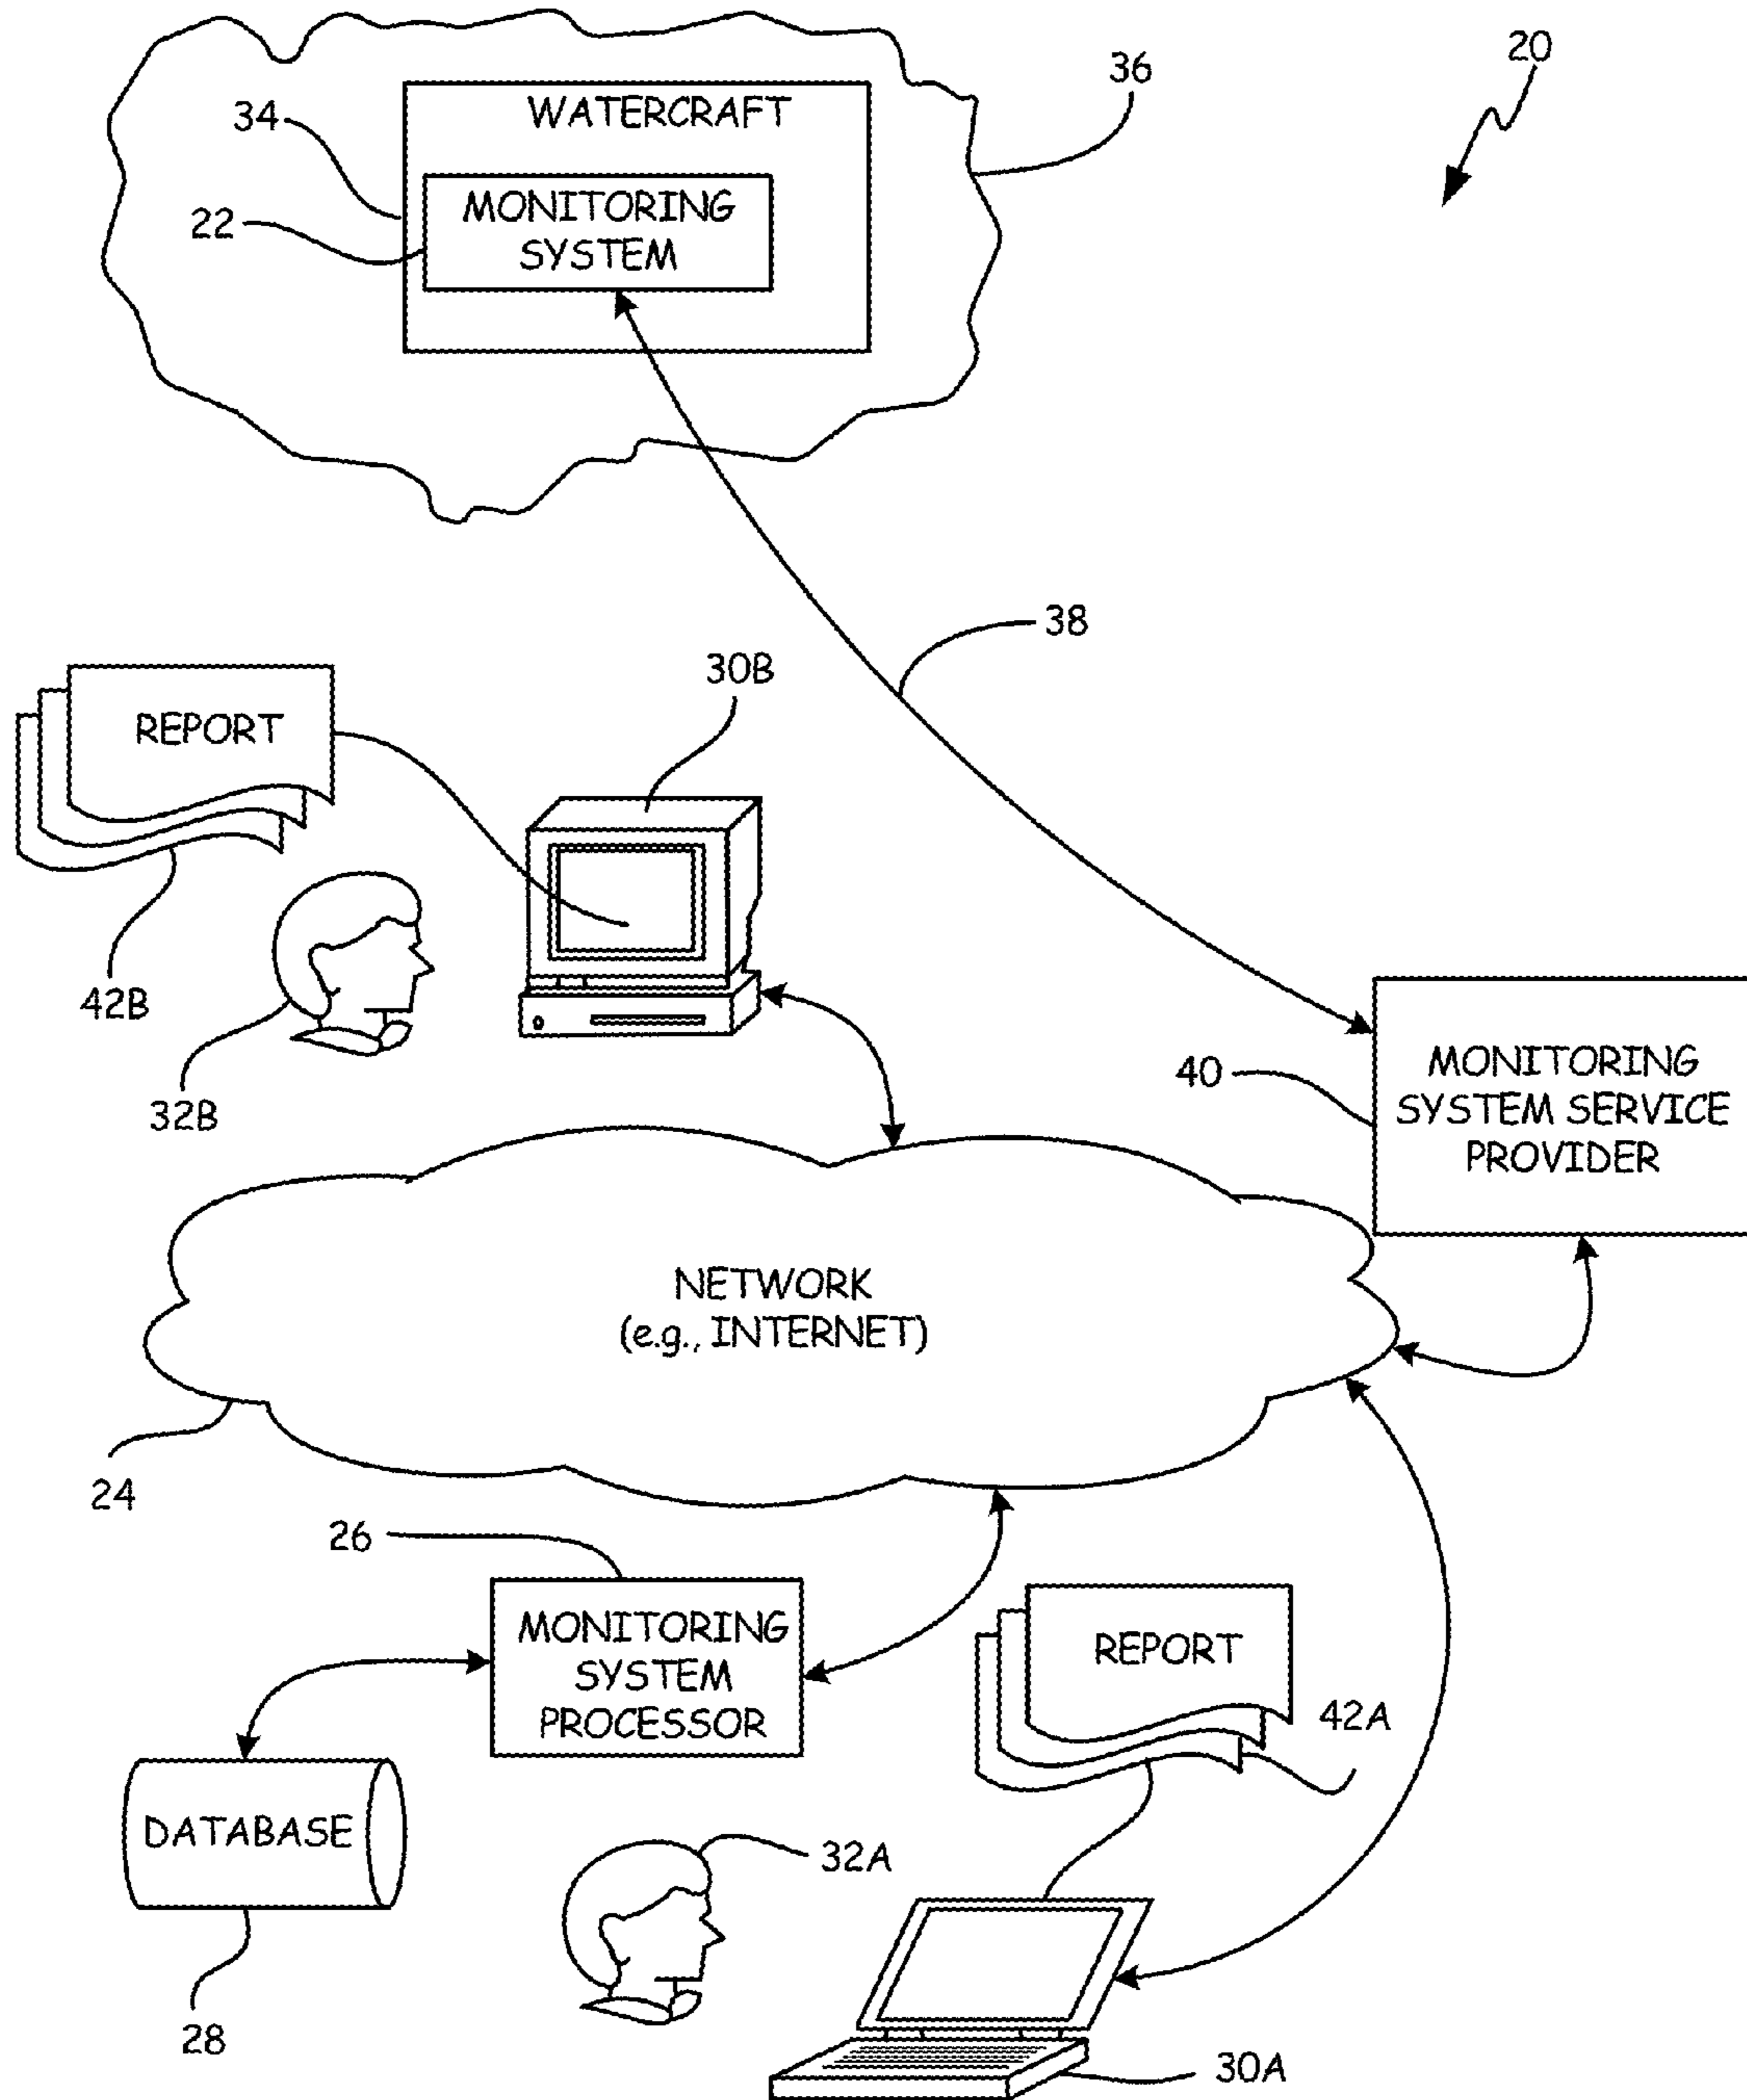 20
36
WATERCRAFT
34
MONITORING
SYSTEM
22
38
30B
REPORT
42B
32B
40
MONITORING
SYSTEM SERVICE
PROVIDER
NETWORK
(e.g., INTERNET)
24
26
MONITORING
SYSTEM
PROCESSOR
REPORT
42A
DATABASE
32A
28
30A